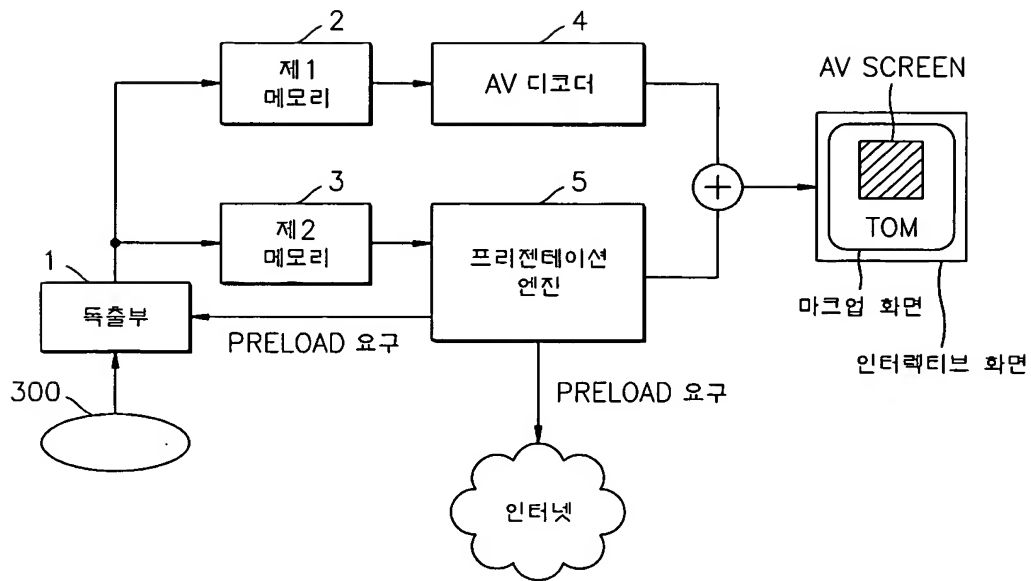 2
제1
메모리
4
AV 디코더
AV SCREEN
3
제2
메모리
5
프리젠테이션
엔진
+
TOM
마크업 화면
인터렉티브 화면
1
독출부
PRELOAD 요구
300
PRELOAD 요구
인터넷